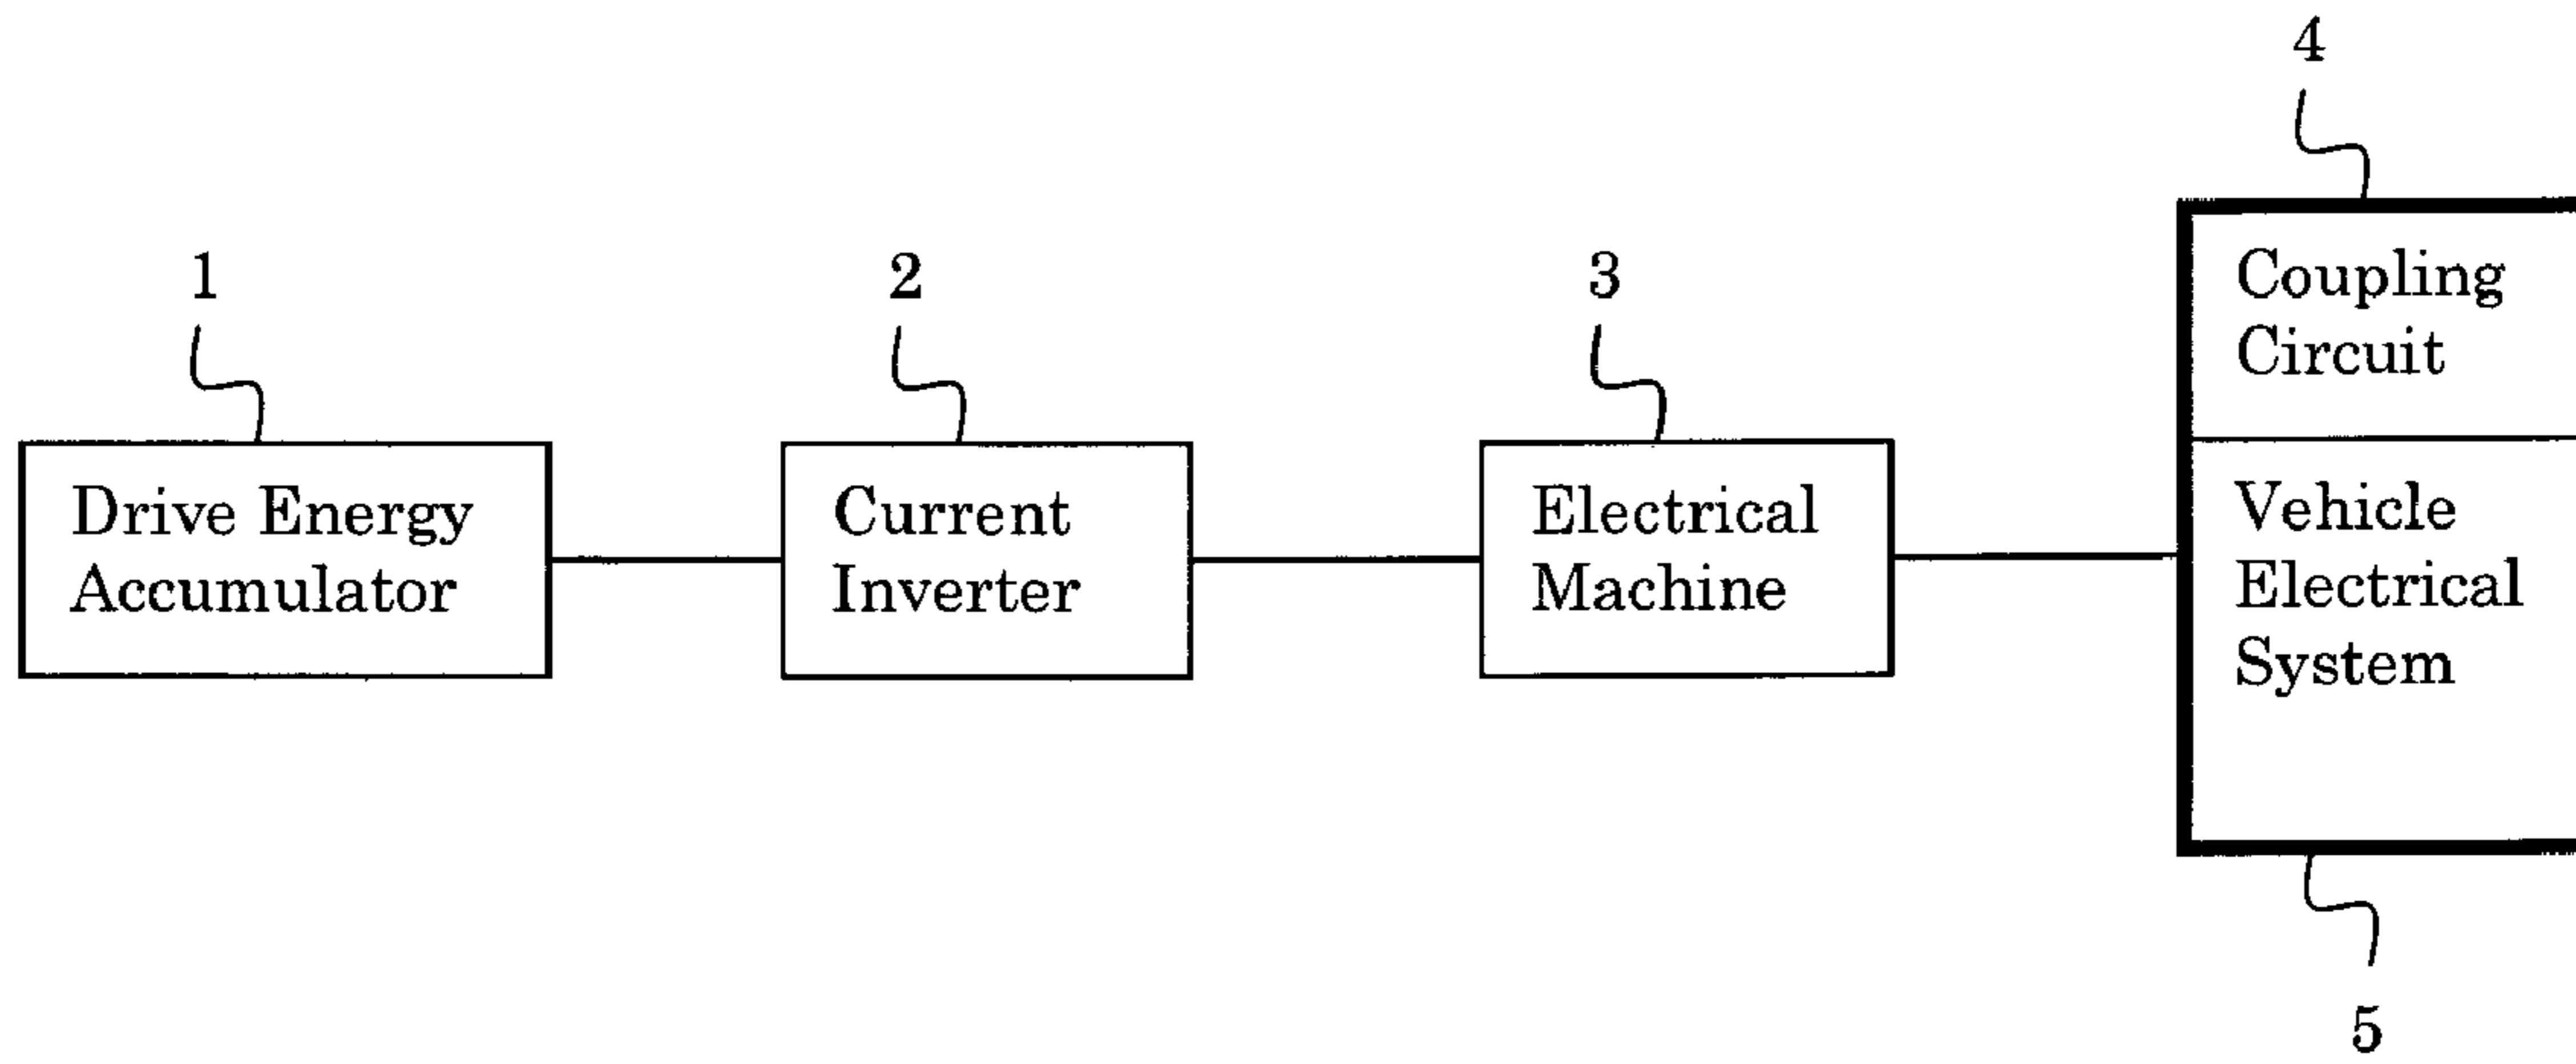 4
1
2
3
Coupling
Circuit
Drive Energy
Accumulator
Current
Inverter
Electrical
Machine
Vehicle
Electrical
System
5